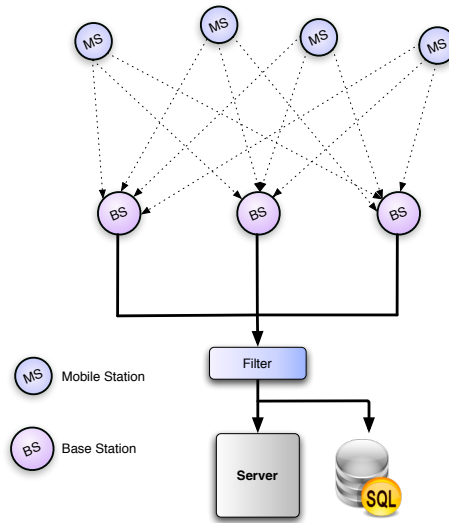 MS
MS
MS
MS
BS
BS
BS
Filter
MS Mobile Station
BS Base Station
Server
SQL